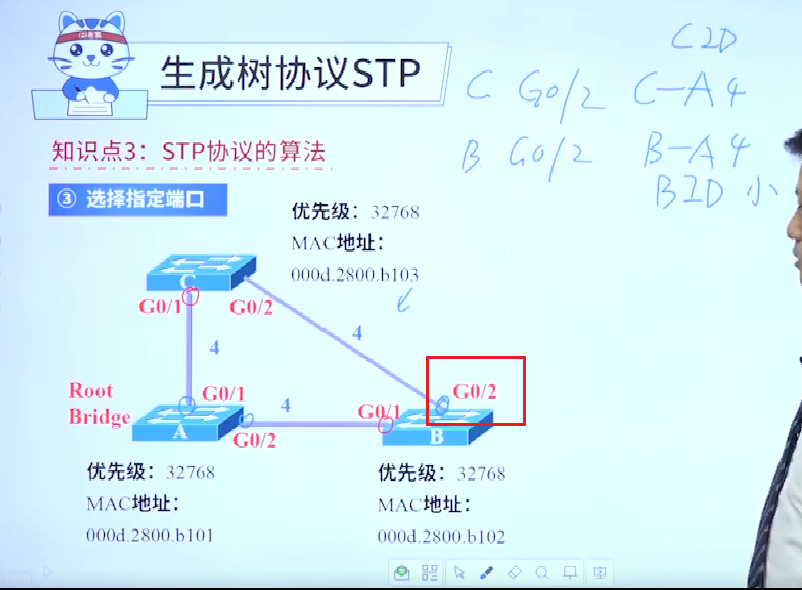 生成树协议STP
CID
C G0/2 C-A 4
B G0/2 B-A 4
BID 小
知识点3：STP协议的算法
③ 选择指定端口
优先级：32768
MAC地址：
000d.2800.b103
C
G0/1
G0/2
4
4
Root
Bridge
G0/1
4
G0/1
G0/2
A
G0/2
B
优先级：32768
MAC地址：
000d.2800.b101
优先级：32768
MAC地址：
000d.2800.b102